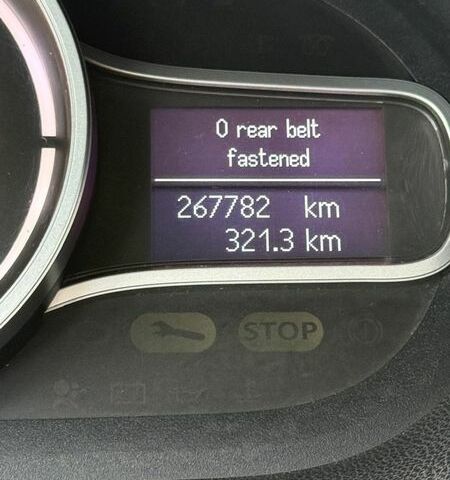 0 rear belt
fastened
267782 km
321.3 km
STOP